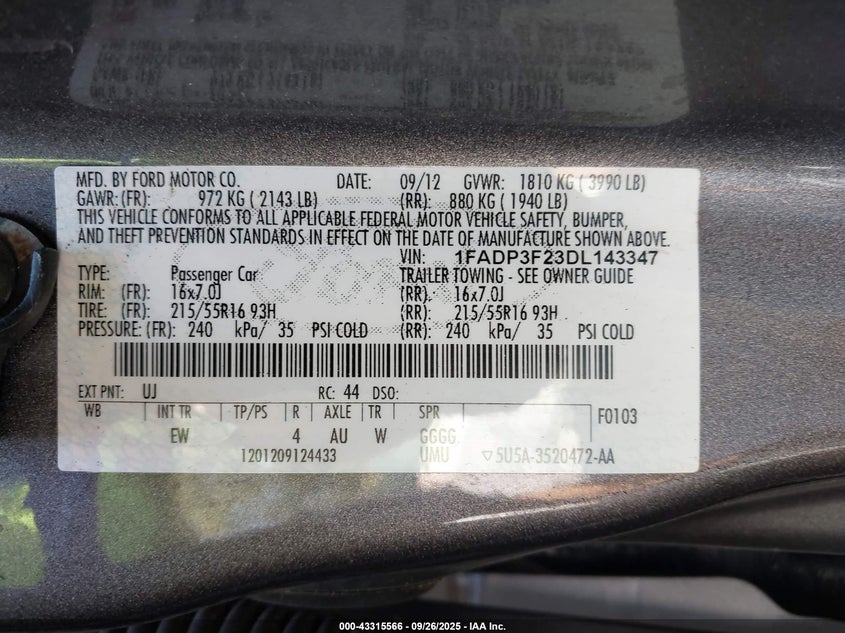 MFD. BY FORD MOTOR CO. DATE: 09/12 GVWR: 1810 KG ( 3990 LB)
GAWR:(FR): 972 KG ( 2143 LB) (RR): 880 KG ( 1940 LB)
THIS VEHICLE CONFORMS TO ALL APPLICABLE FEDERAL MOTOR VEHICLE SAFETY, BUMPER,
AND THEFT PREVENTION STANDARDS IN EFFECT ON THE DATE OF MANUFACTURE SHOWN ABOVE.
VIN: 1FADP3F23DL143347
TYPE: Passenger Car TRAILER TOWING - SEE OWNER GUIDE
RIM: (FR): 16x7.0J (RR): 16x7.0J
TIRE: (FR): 215/55R16 93H (RR): 215/55R16 93H
PRESSURE: (FR): 240 kPa/ 35 PSI COLD (RR): 240 kPa/ 35 PSI COLD
EXT PNT: UJ RC: 44 DSO:
WB INT TR TP/PS R AXLE TR SPR F0103
EW 4 AU W GGGG
1201209124433 UMU ▽5U5A-3520472-AA
000-43315566 - 09/26/2025 - IAA Inc.